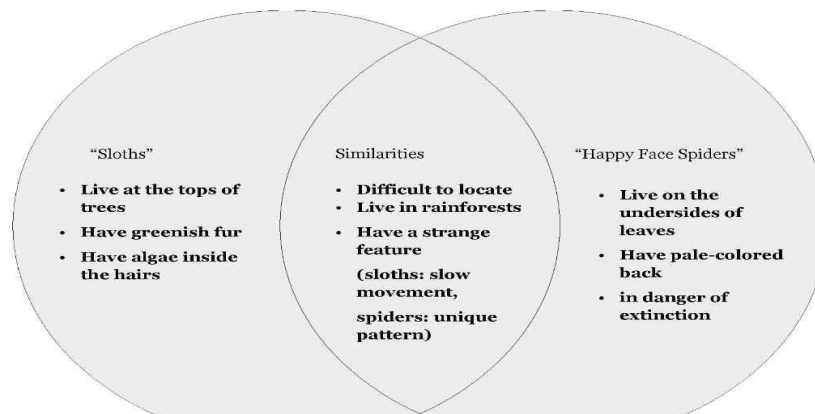 “Sloths”
• Live at the tops of
trees
• Have greenish fur
• Have algae inside
the hairs
Similarities
• Difficult to locate
• Live in rainforests
• Have a strange
feature
(sloths: slow
movement,
spiders: unique
pattern)
“Happy Face Spiders”
• Live on the
undersides of
leaves
• Have pale-colored
back
• in danger of
extinction